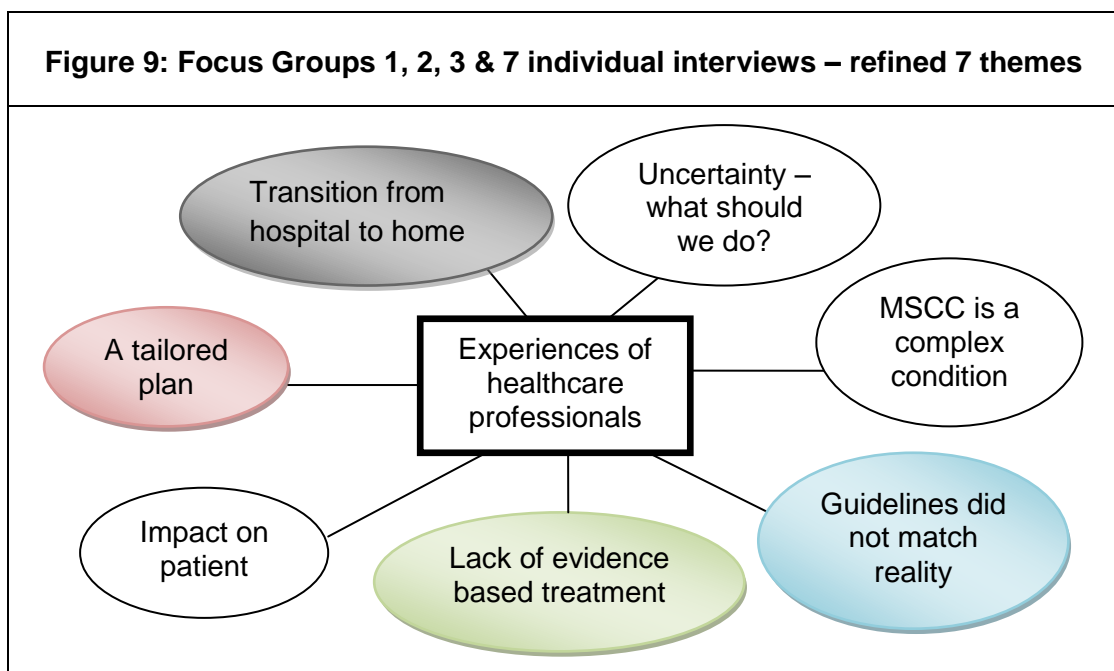 Figure 9: Focus Groups 1, 2, 3 & 7 individual interviews – refined 7 themes
Transition from
hospital to home
Uncertainty –
what should
we do?
MSCC is a
complex
condition
A tailored
plan
Experiences of
healthcare
professionals
Impact on
patient
Lack of evidence
based treatment
Guidelines did
not match
reality